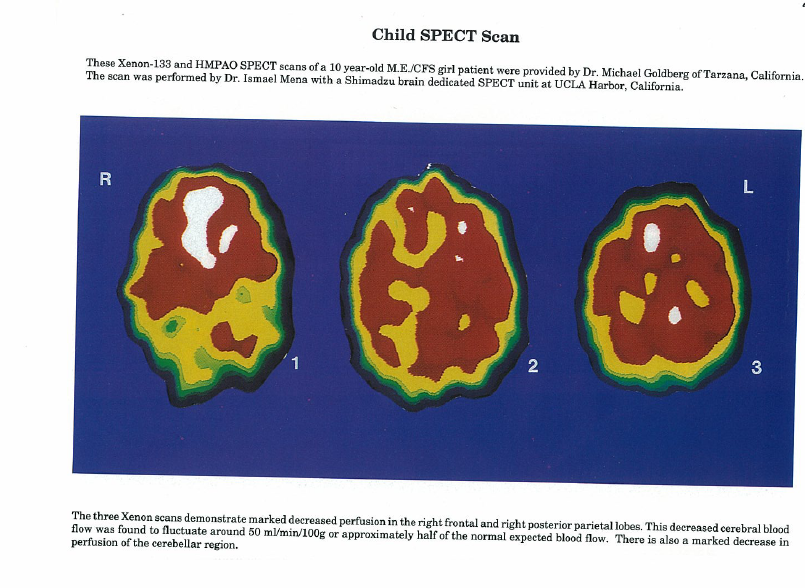 Child SPECT Scan
These Xenon-133 and HMPAO SPECT scans of a 10 year-old M.E./CFS girl patient were provided by Dr. Michael Goldberg of Tarzana, California.
The scan was performed by Dr. Ismael Mena with a Shimadzu brain dedicated SPECT unit at UCLA Harbor, California.
R
L
1
2
3
The three Xenon scans demonstrate marked decreased perfusion in the right frontal and right posterior parietal lobes. This decreased cerebral blood
flow was found to fluctuate around 50 ml/min/100g or approximately half of the normal expected blood flow. There is also a marked decrease in
perfusion of the cerebellar region.